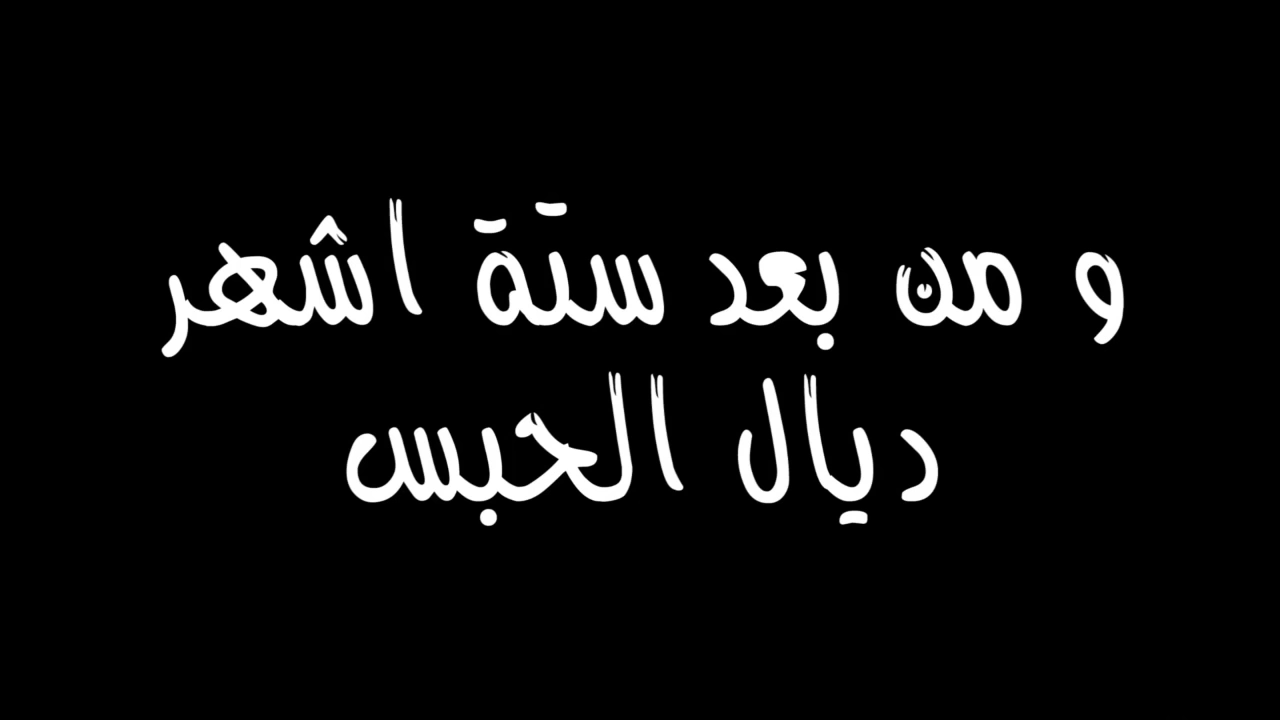 و من بعد ستة اشهر
ديال الحبس